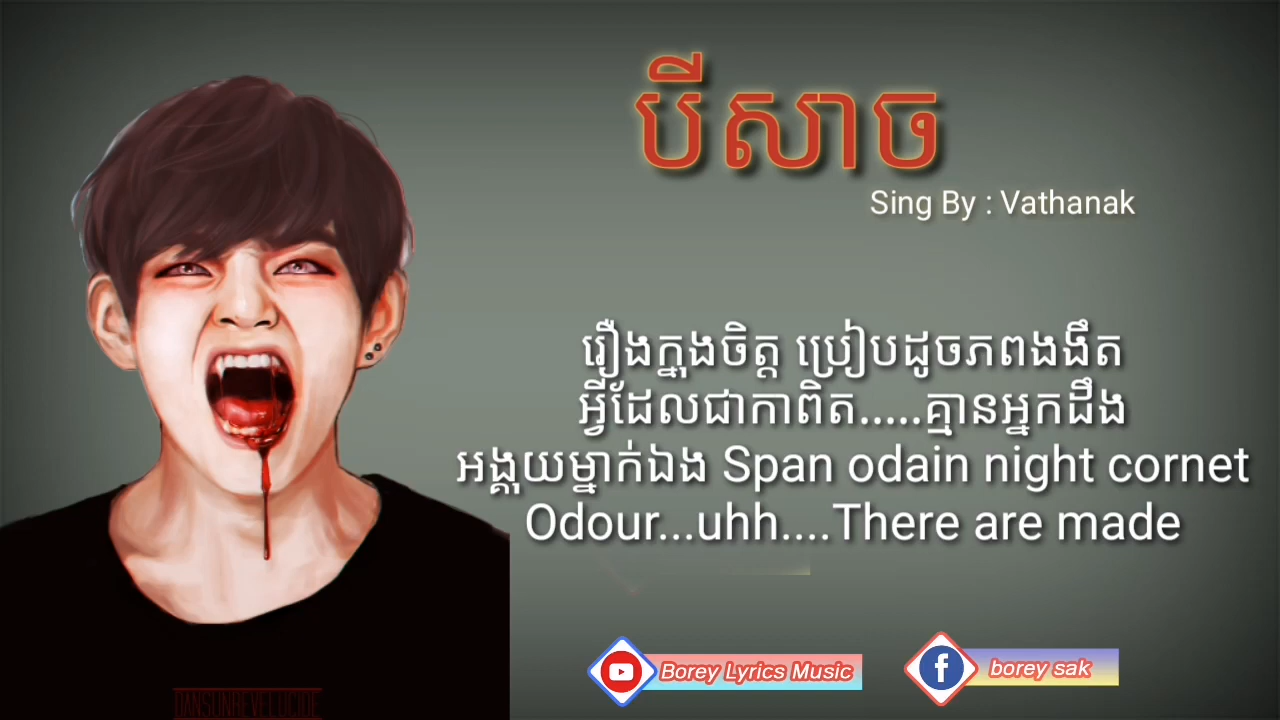 បីសាច
Sing By : Vathanak
រឿងក្នុងចិត្ត ប្រៀបដូចភពងងឹត
អ្វីដែលជាការពិត.....គ្មានអ្នកដឹង
អង្គុយម្នាក់ឯង Span odain night cornet
Odour...uhh....There are made
Borey Lyrics Music
borey sak